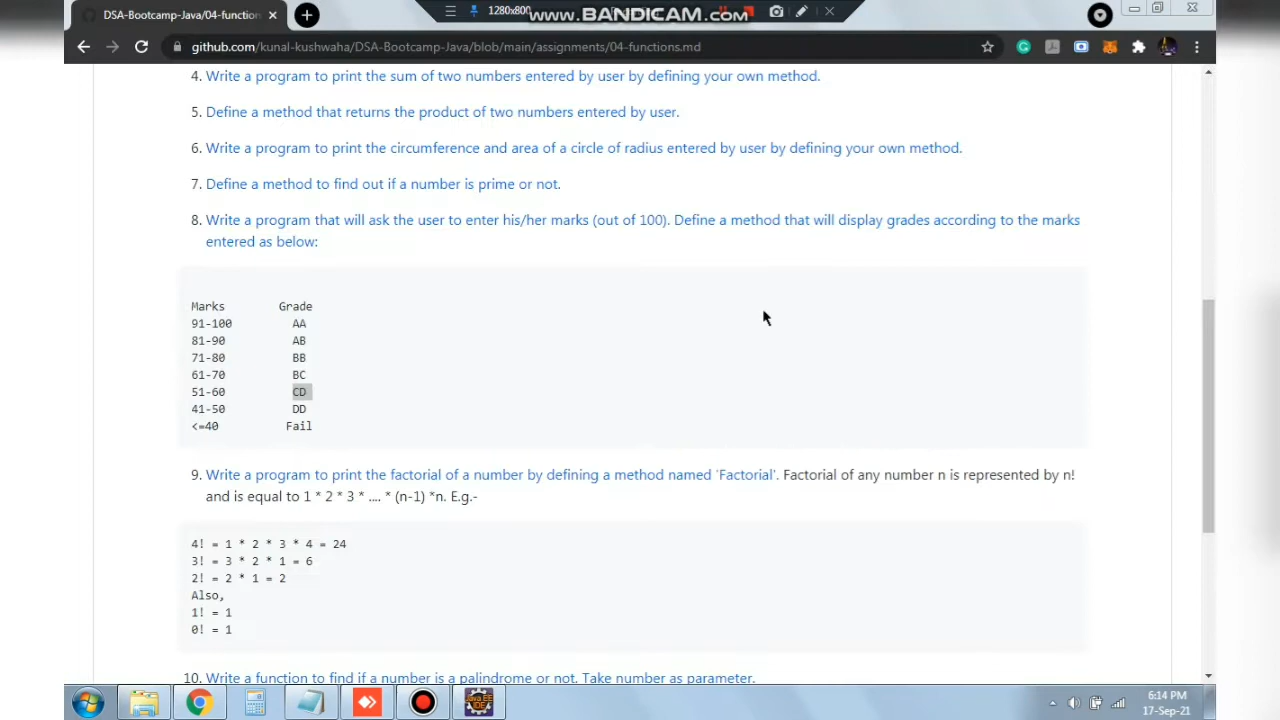 DSA-Bootcamp-Java/04-function
1280x800
www.BANDICAM.com
github.com/kunal-kushwaha/DSA-Bootcamp-Java/blob/main/assignments/04-functions.md
4. Write a program to print the sum of two numbers entered by user by defining your own method.
5. Define a method that returns the product of two numbers entered by user.
6. Write a program to print the circumference and area of a circle of radius entered by user by defining your own method.
7. Define a method to find out if a number is prime or not.
8. Write a program that will ask the user to enter his/her marks (out of 100). Define a method that will display grades according to the marks
entered as below:
Marks Grade
91-100 AA
81-90 AB
71-80 BB
61-70 BC
51-60 CD
41-50 DD
<=40 Fail
9. Write a program to print the factorial of a number by defining a method named 'Factorial'. Factorial of any number n is represented by n!
and is equal to 1 * 2 * 3 * .... * (n-1) *n. E.g.-
4! = 1 * 2 * 3 * 4 = 24
3! = 3 * 2 * 1 = 6
2! = 2 * 1 = 2
Also,
1! = 1
0! = 1
10. Write a function to find if a number is a palindrome or not. Take number as parameter.
Java EE
IDE
6:14 PM
17-Sep-21